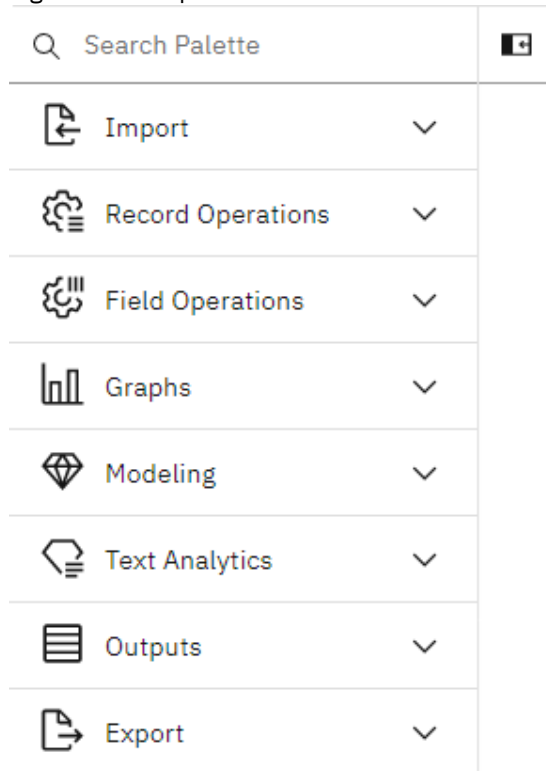 Search Palette
Import
Record Operations
Field Operations
Graphs
Modeling
Text Analytics
Outputs
Export